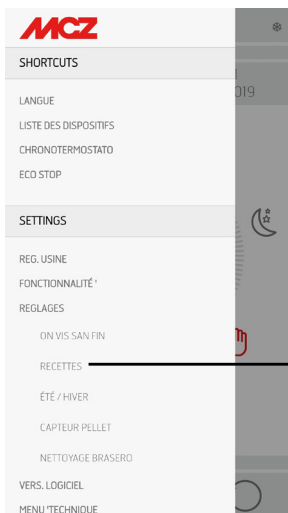 MCZ
SHORTCUTS
019
LANGUE
LISTE DES DISPOSITIFS
CHRONOTERMOSTATO
ECO STOP
SETTINGS
REG. USINE
FONCTIONNALITÉ '
REGLAGES
ON VIS SAN FIN
RECETTES
ÉTÉ / HIVER
CAPTEUR PELLET
NETTOYAGE BRASERO
VERS. LOGICIEL
MENU 'TECHNIQUE